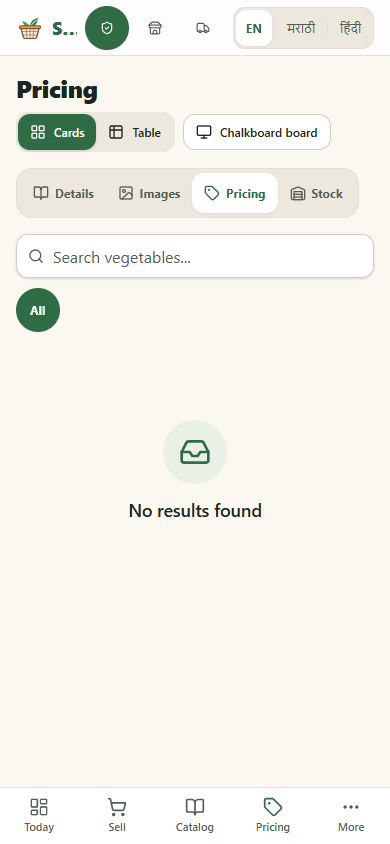 S...
EN मराठी हिंदी
Pricing
Cards Table Chalkboard board
Details Images Pricing Stock
Search vegetables...
All
No results found
Today Sell Catalog Pricing More